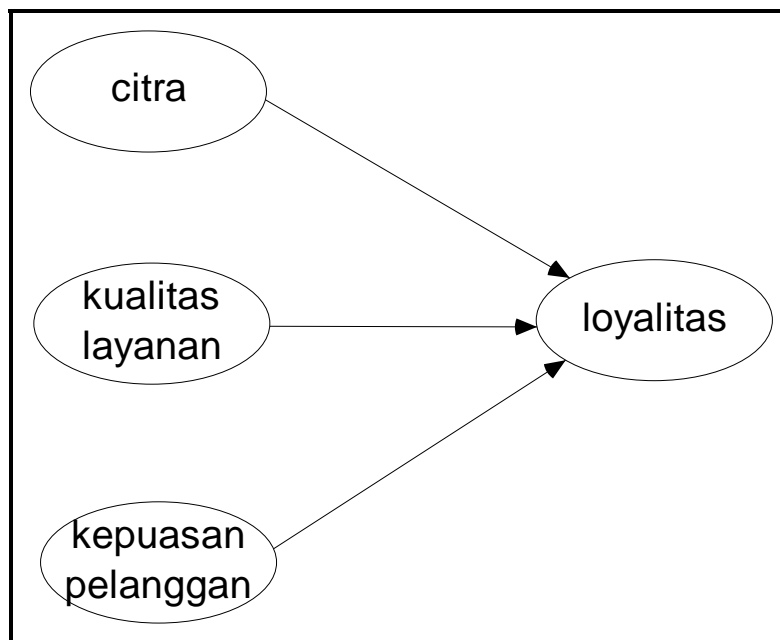 citra
kualitas
layanan
loyalitas
kepuasan
pelanggan